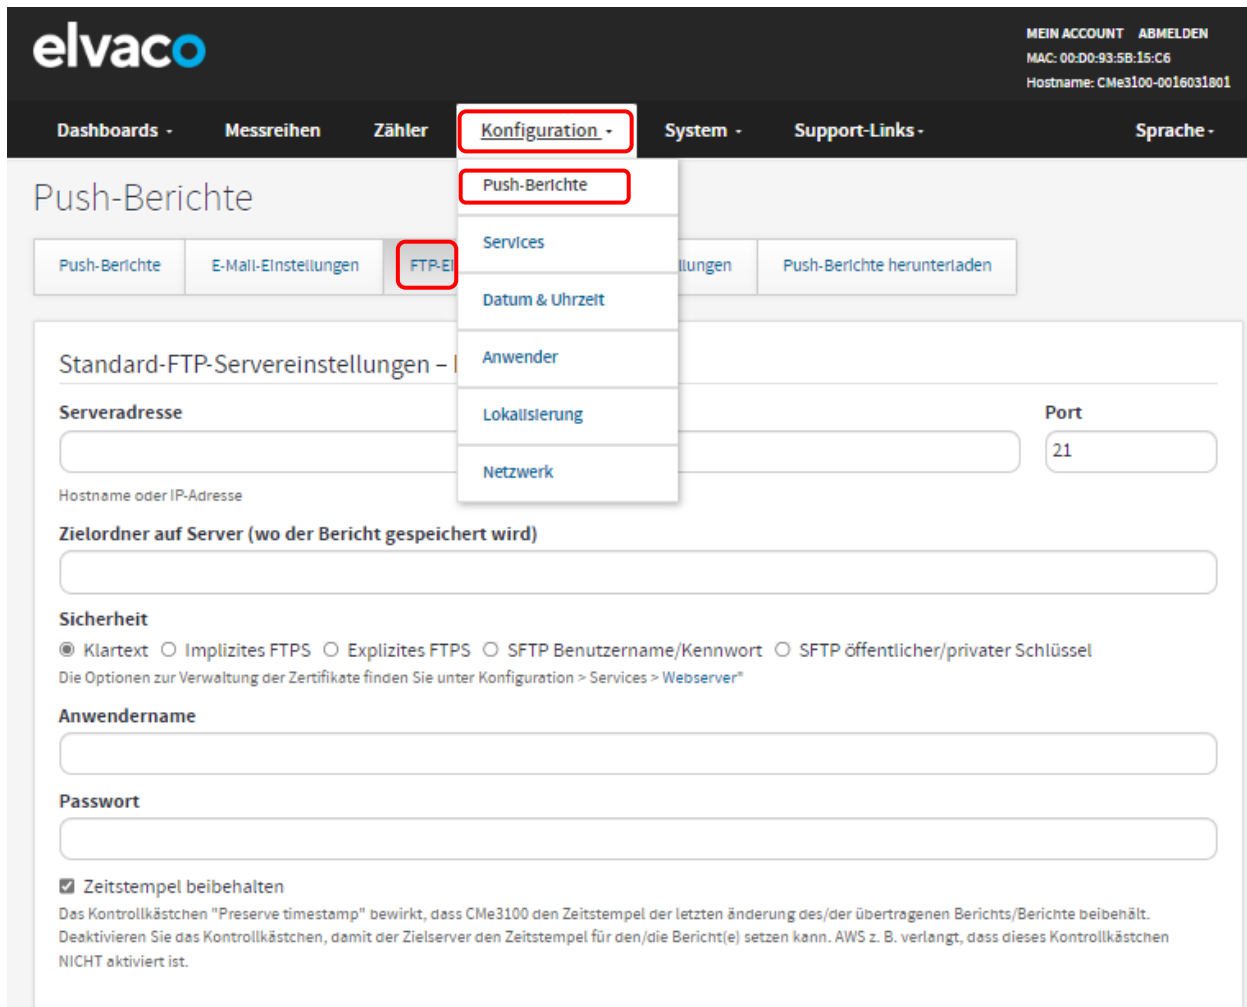 elvaco
MEIN ACCOUNT ABMELDEN
MAC: 00:D0:93:5B:15:C6
Hostname: CMe3100-0016031801
Dashboards Messreihen Zähler Konfiguration System Support-Links Sprache
Push-Berichte
Push-Berichte
Services
Datum & Uhrzeit
Anwender
Lokalisierung
Netzwerk
Push-Berichte E-Mail-Einstellungen FTP-Ei llungen Push-Berichte herunterladen
Standard-FTP-Servereinstellungen –
Serveradresse Port
21
Hostname oder IP-Adresse
Zielordner auf Server (wo der Bericht gespeichert wird)
Sicherheit
Klartext Implizites FTPS Explizites FTPS SFTP Benutzername/Kennwort SFTP öffentlicher/privater Schlüssel
Die Optionen zur Verwaltung der Zertifikate finden Sie unter Konfiguration > Services > Webserver"
Anwendername
Passwort
Zeitstempel beibehalten
Das Kontrollkästchen "Preserve timestamp" bewirkt, dass CMe3100 den Zeitstempel der letzten änderung des/der übertragenen Berichts/Berichte beibehält.
Deaktivieren Sie das Kontrollkästchen, damit der Zielserver den Zeitstempel für den/die Bericht(e) setzen kann. AWS z. B. verlangt, dass dieses Kontrollkästchen
NICHT aktiviert ist.